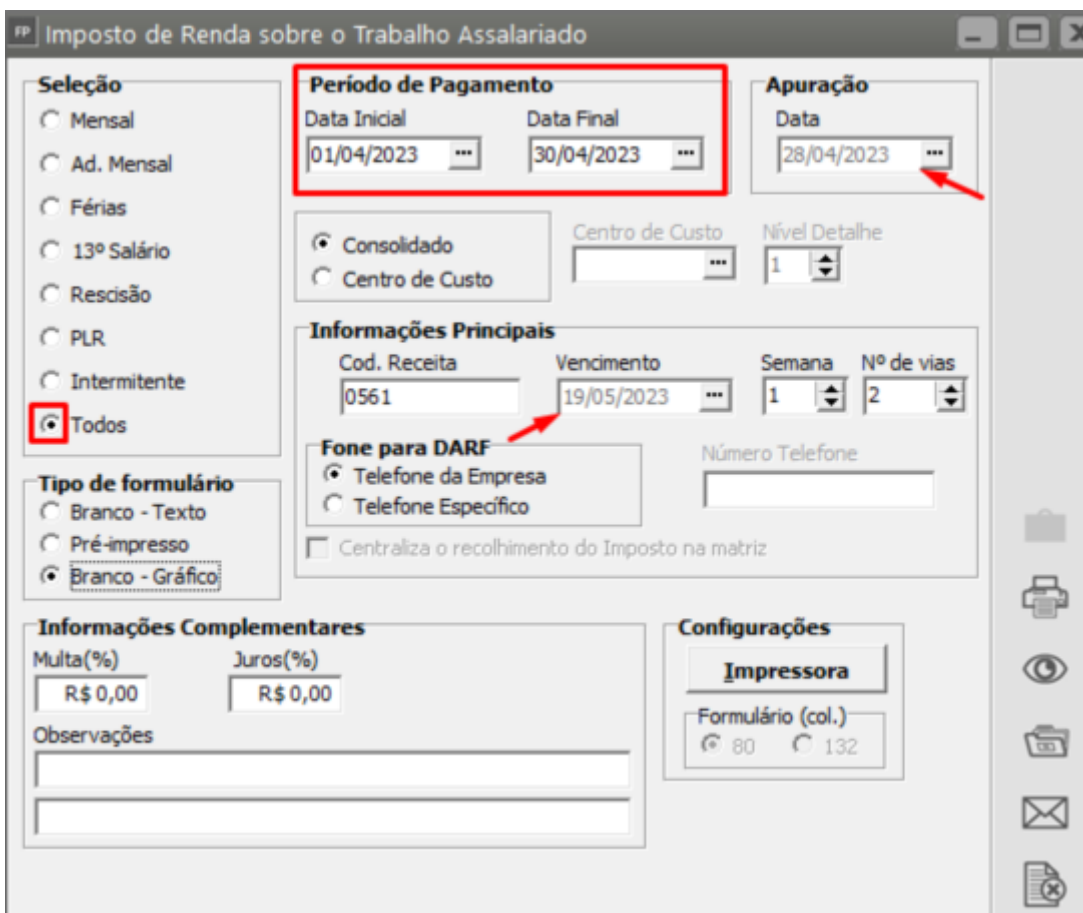 FP Imposto de Renda sobre o Trabalho Assalariado
Seleção
Mensal
Ad. Mensal
Férias
13º Salário
Rescisão
PLR
Intermitente
Todos
Tipo de formulário
Branco - Texto
Pré-impresso
Branco - Gráfico
Período de Pagamento
Data Inicial Data Final
01/04/2023 ... 30/04/2023 ...
Apuração
Data
28/04/2023 ...
Consolidado
Centro de Custo
Centro de Custo Nível Detalhe
... 1
Informações Principais
Cod. Receita Vencimento Semana Nº de vias
0561 19/05/2023 ... 1 2
Fone para DARF
Telefone da Empresa
Telefone Específico
Número Telefone
Centraliza o recolhimento do Imposto na matriz
Informações Complementares
Multa(%) Juros(%)
R$ 0,00 R$ 0,00
Observações
Configurações
Impressora
Formulário (col.)
80 132